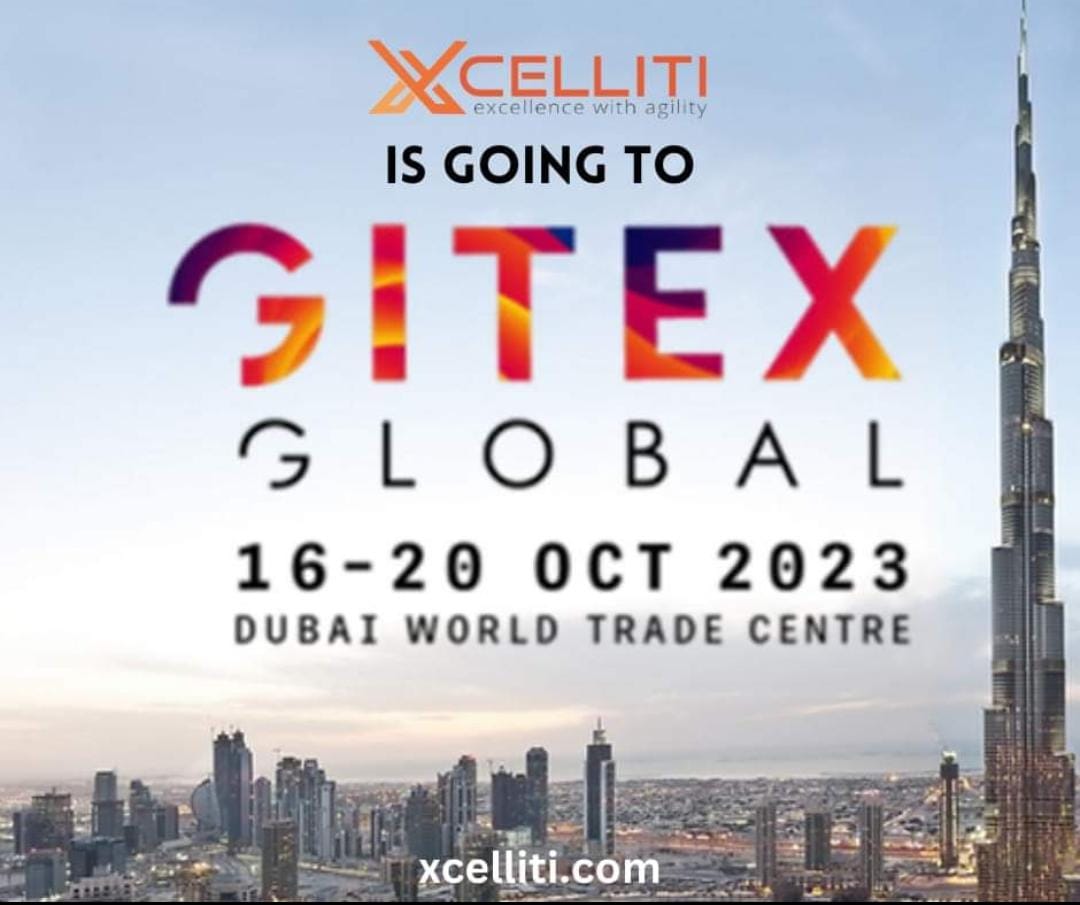 XCELLITI
excellence with agility
IS GOING TO
GITEX
GLOBAL
16-20 OCT 2023
DUBAI WORLD TRADE CENTRE
xcelliti.com